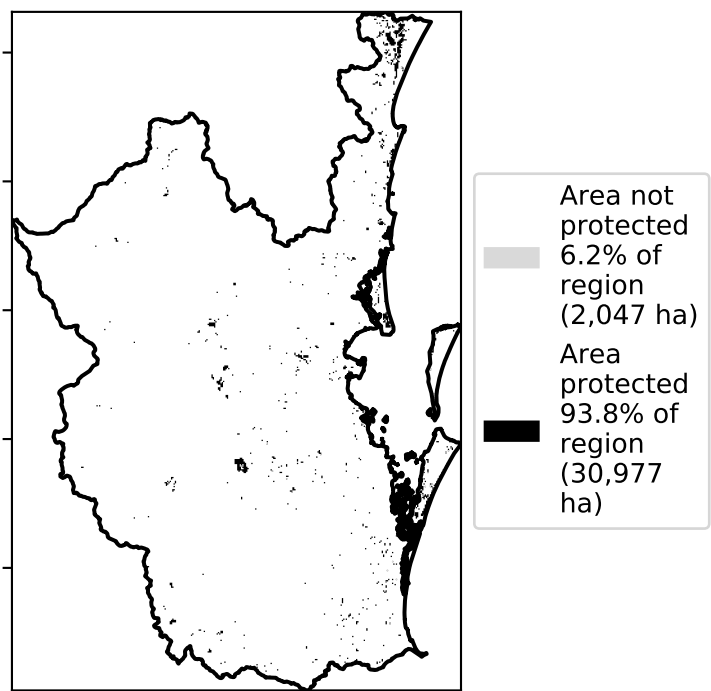 Area not
protected
6.2% of
region
(2,047 ha)
Area
protected
93.8% of
region
(30,977
ha)